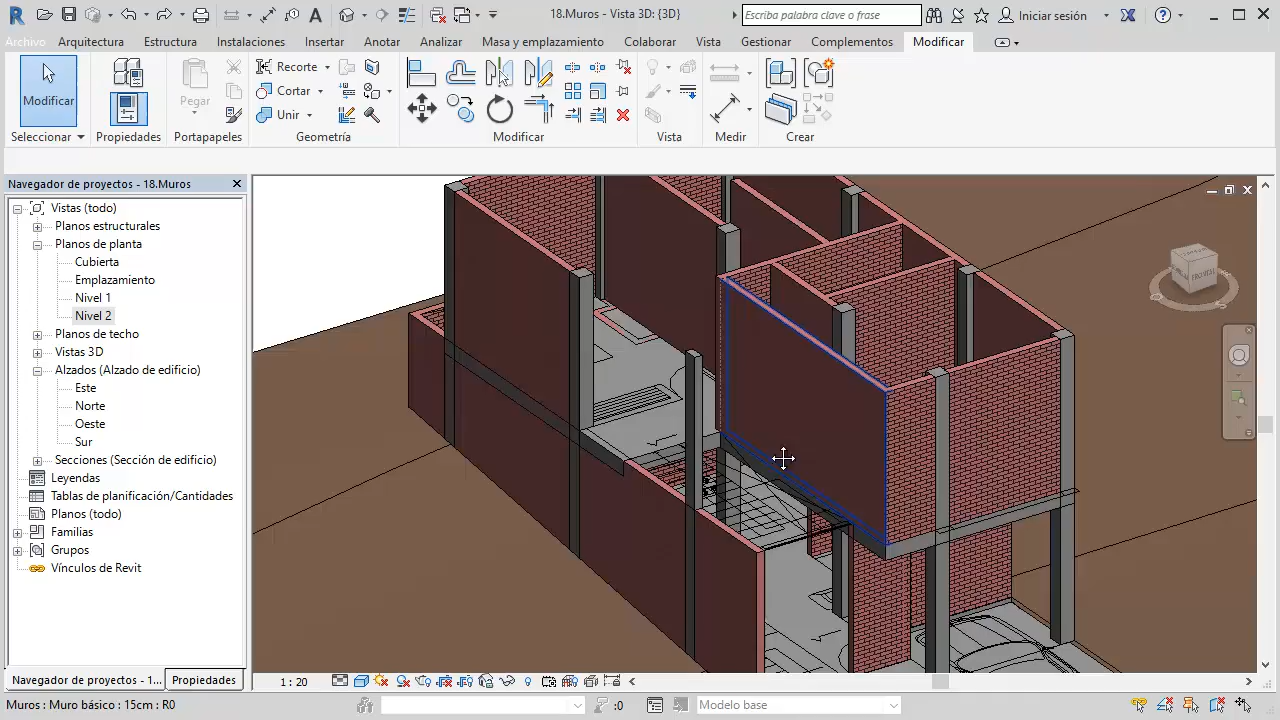 18.Muros - Vista 3D: {3D}
Escriba palabra clave o frase
Iniciar sesión
Archivo Arquitectura Estructura Instalaciones Insertar Anotar Analizar Masa y emplazamiento Colaborar Vista Gestionar Complementos Modificar
Modificar
Propiedades
Pegar
Recorte
Cortar
Unir
Seleccionar Propiedades Portapapeles Geometría Modificar Vista Medir Crear
Navegador de proyectos - 18.Muros
Vistas (todo)
Planos estructurales
Planos de planta
Cubierta
Emplazamiento
Nivel 1
Nivel 2
Planos de techo
Vistas 3D
Alzados (Alzado de edificio)
Este
Norte
Oeste
Sur
Secciones (Sección de edificio)
Leyendas
Tablas de planificación/Cantidades
Planos (todo)
Familias
Grupos
Vínculos de Revit
Navegador de proyectos - 1... Propiedades
1 : 20
Muros : Muro básico : 15cm : R0
:0
Modelo base